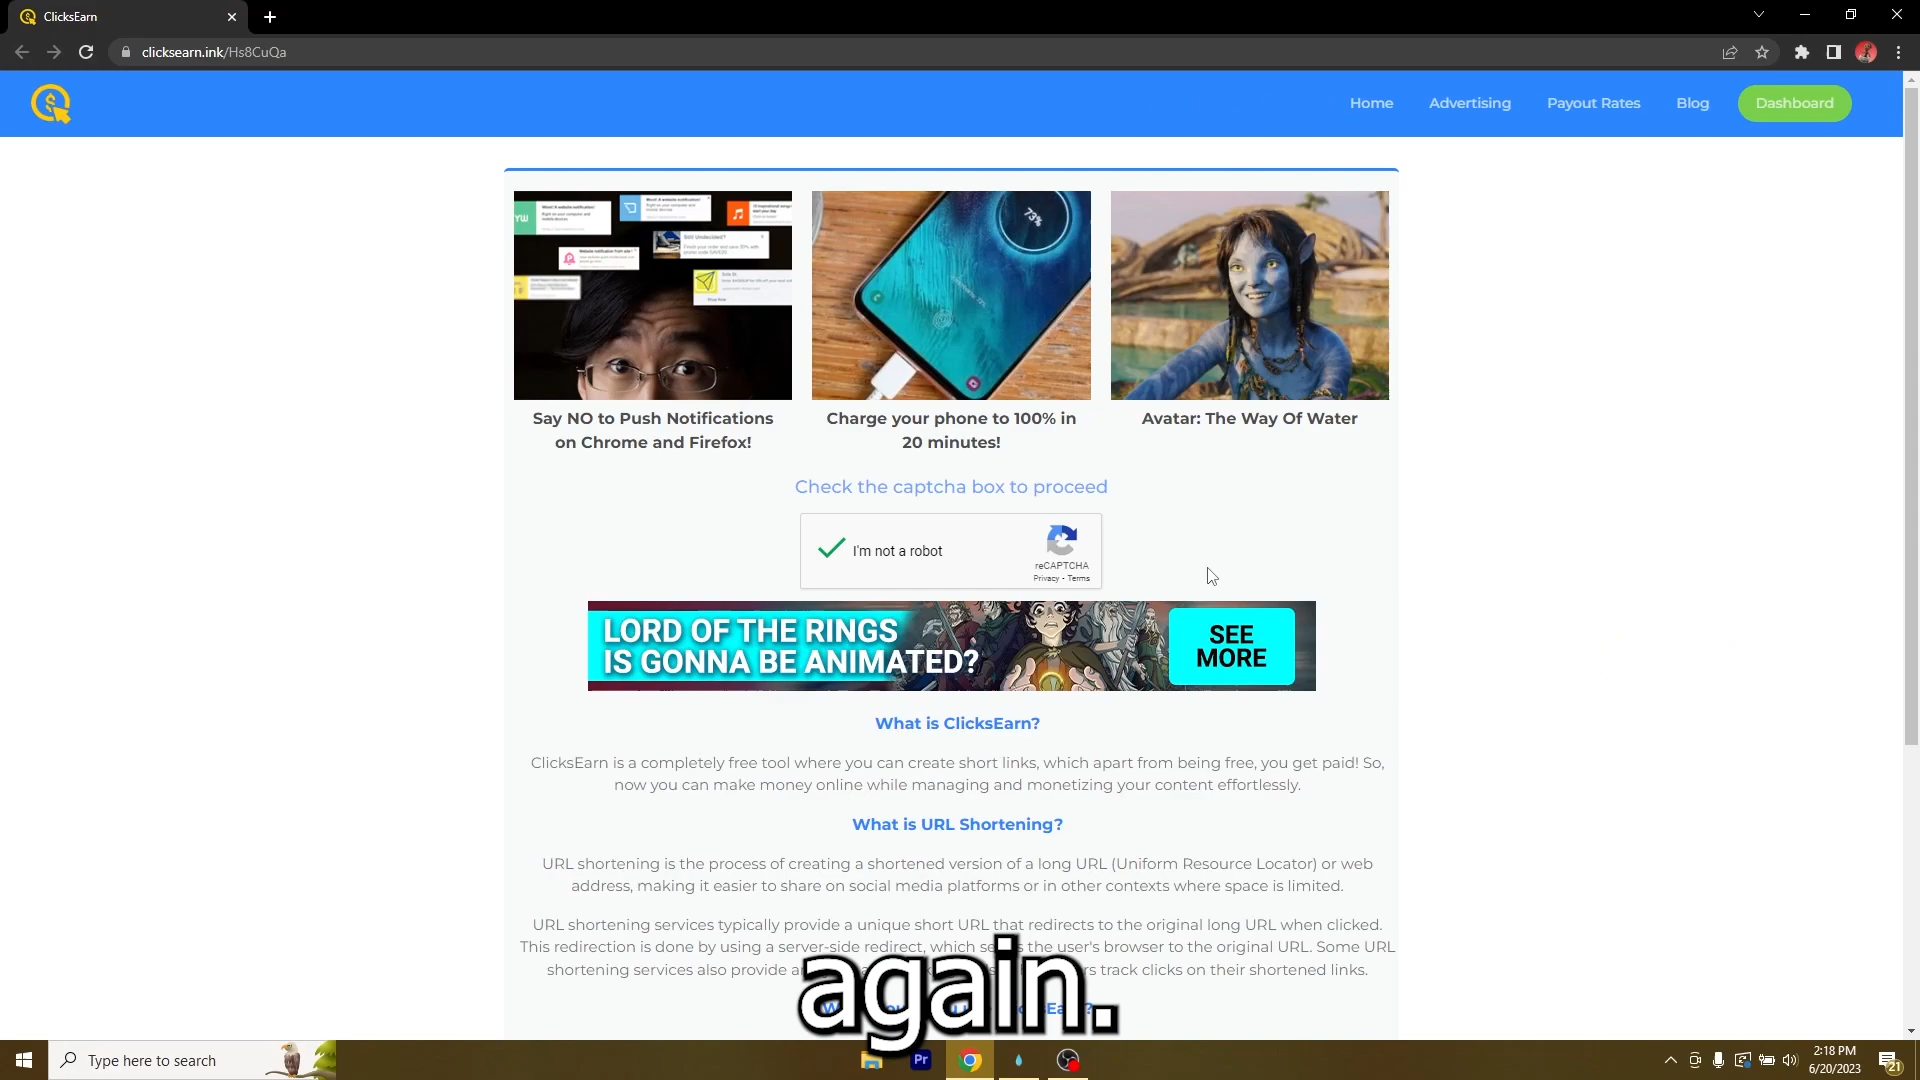 ClicksEarn
clicksearn.ink/Hs8CuQa
Home
Advertising
Payout Rates
Blog
Dashboard
73%
Say NO to Push Notifications
on Chrome and Firefox!
Charge your phone to 100% in
20 minutes!
Avatar: The Way Of Water
Check the captcha box to proceed
I'm not a robot
reCAPTCHA
Privacy - Terms
LORD OF THE RINGS
IS GONNA BE ANIMATED?
SEE
MORE
What is ClicksEarn?
ClicksEarn is a completely free tool where you can create short links, which apart from being free, you get paid! So,
now you can make money online while managing and monetizing your content effortlessly.
What is URL Shortening?
URL shortening is the process of creating a shortened version of a long URL (Uniform Resource Locator) or web
address, making it easier to share on social media platforms or in other contexts where space is limited.
URL shortening services typically provide a unique short URL that redirects to the original long URL when clicked.
This redirection is done by using a server-side redirect, which the user's browser to the original URL. Some URL
shortening services also provide track clicks on their shortened links.
again.
Type here to search
Pr
2:18 PM
6/20/2023
21